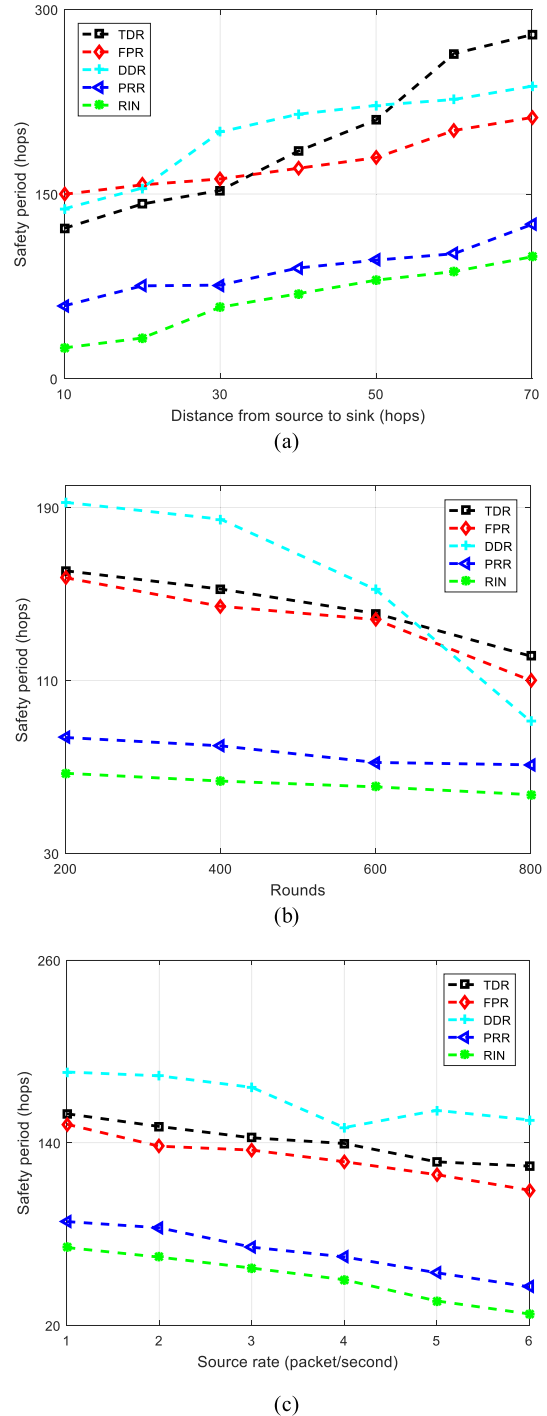 300
TDR
FPR
DDR
PRR
RIN
Safety period (hops)
150
0
10
30
50
70
Distance from source to sink (hops)
(a)
190
TDR
FPR
DDR
PRR
RIN
Safety period (hops)
110
30
200
400
600
800
Rounds
(b)
260
TDR
FPR
DDR
PRR
RIN
Safety period (hops)
140
20
1
2
3
4
5
6
Source rate (packet/second)
(c)